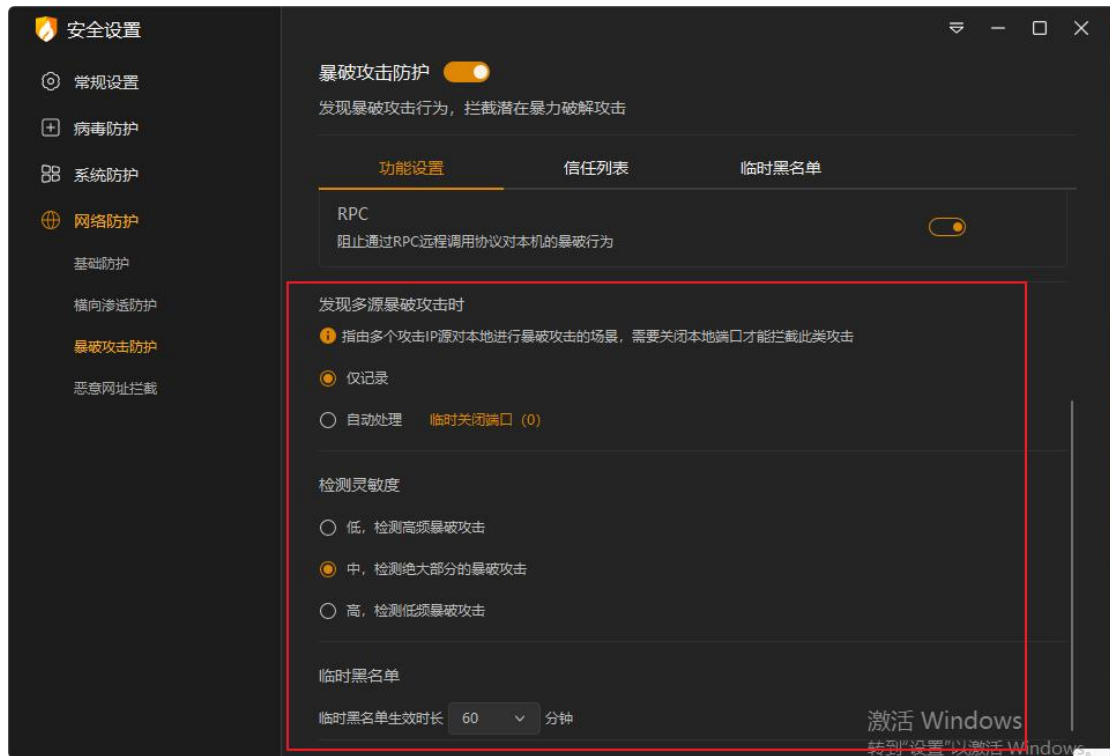 安全设置
常规设置
病毒防护
系统防护
网络防护
基础防护
横向渗透防护
暴破攻击防护
恶意网址拦截
暴破攻击防护
发现暴破攻击行为，拦截潜在暴力破解攻击
功能设置 信任列表 临时黑名单
RPC
阻止通过RPC远程调用协议对本机的暴破行为
发现多源暴破攻击时
指由多个攻击IP源对本地进行暴破攻击的场景，需要关闭本地端口才能拦截此类攻击
仅记录
自动处理 临时关闭端口（0）
检测灵敏度
低，检测高频暴破攻击
中，检测绝大部分的暴破攻击
高，检测低频暴破攻击
临时黑名单
临时黑名单生效时长 60 分钟
激活 Windows
转到"设置"以激活 Windows。